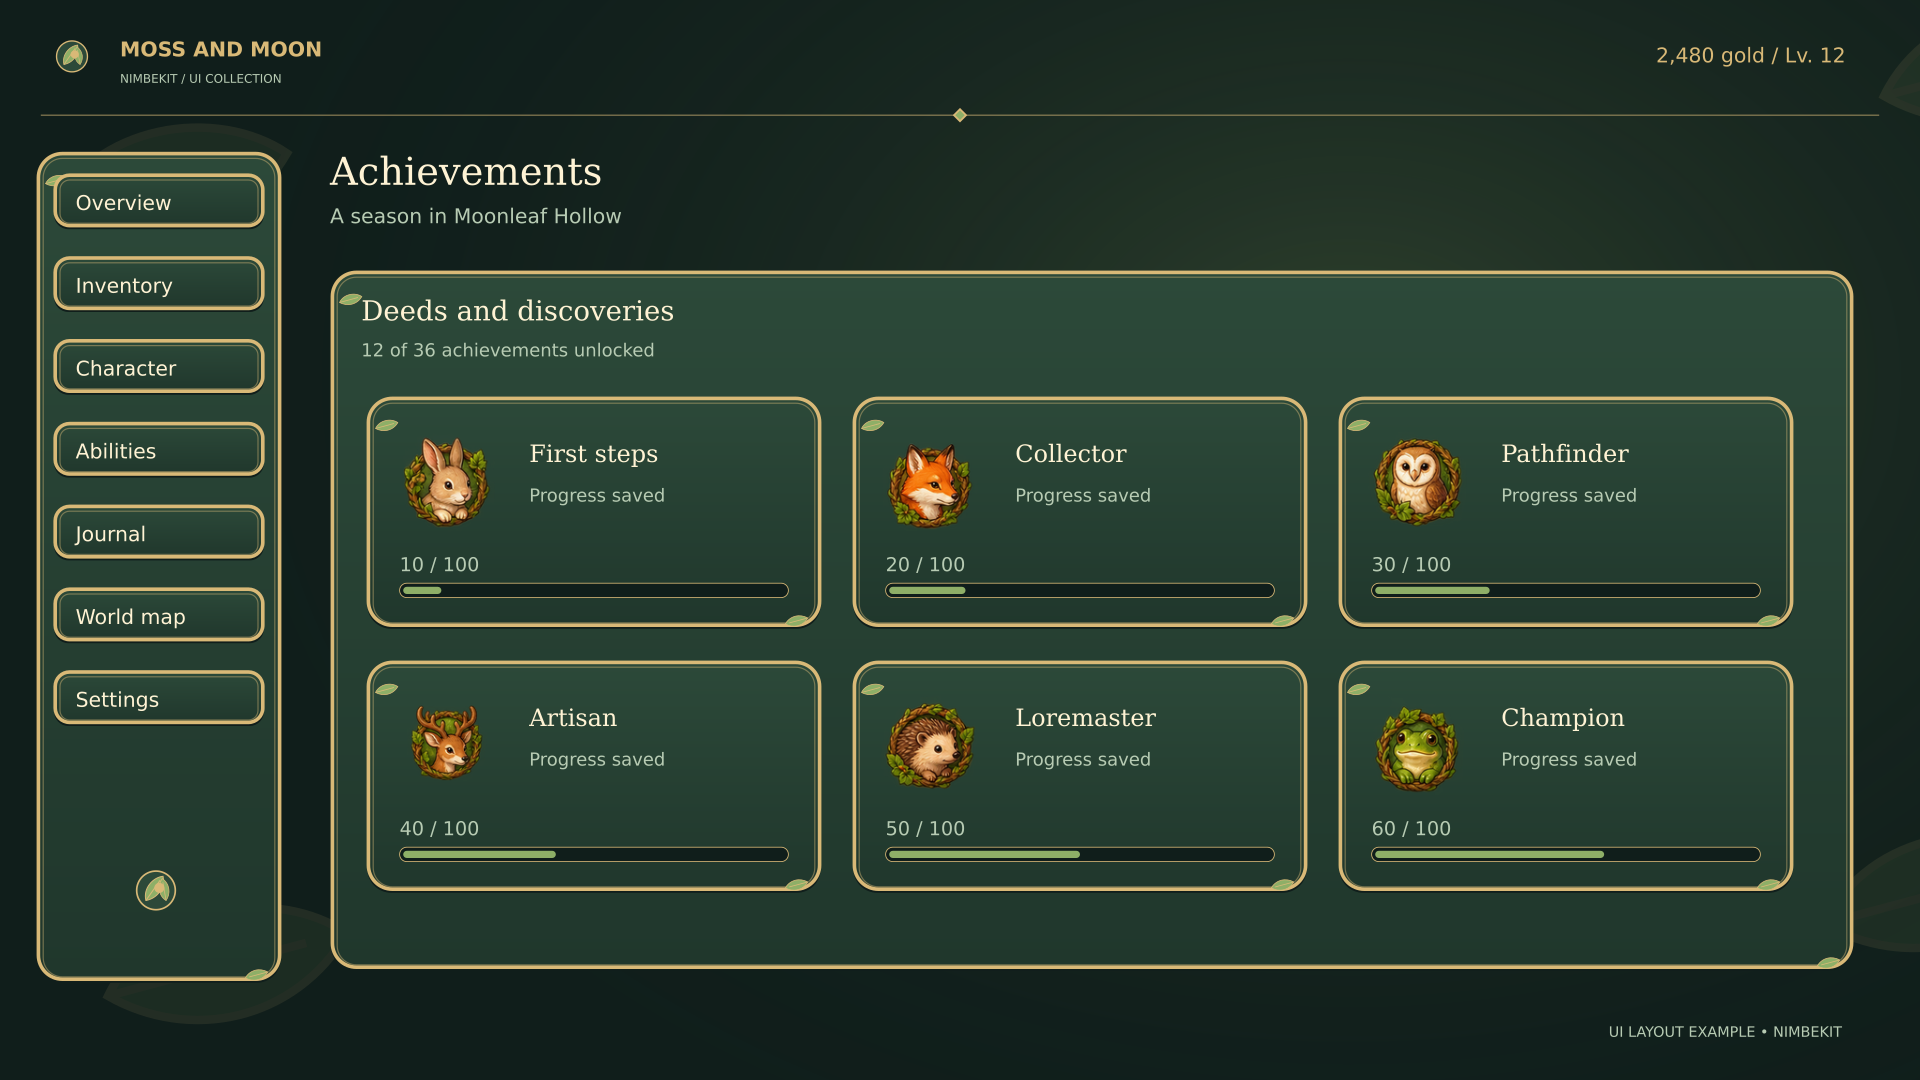 MOSS AND MOON
NIMBEKIT / UI COLLECTION
2,480 gold / Lv. 12
Overview
Inventory
Character
Abilities
Journal
World map
Settings
Achievements
A season in Moonleaf Hollow
Deeds and discoveries
12 of 36 achievements unlocked
First steps
Progress saved
10 / 100
Collector
Progress saved
20 / 100
Pathfinder
Progress saved
30 / 100
Artisan
Progress saved
40 / 100
Loremaster
Progress saved
50 / 100
Champion
Progress saved
60 / 100
UI LAYOUT EXAMPLE • NIMBEKIT